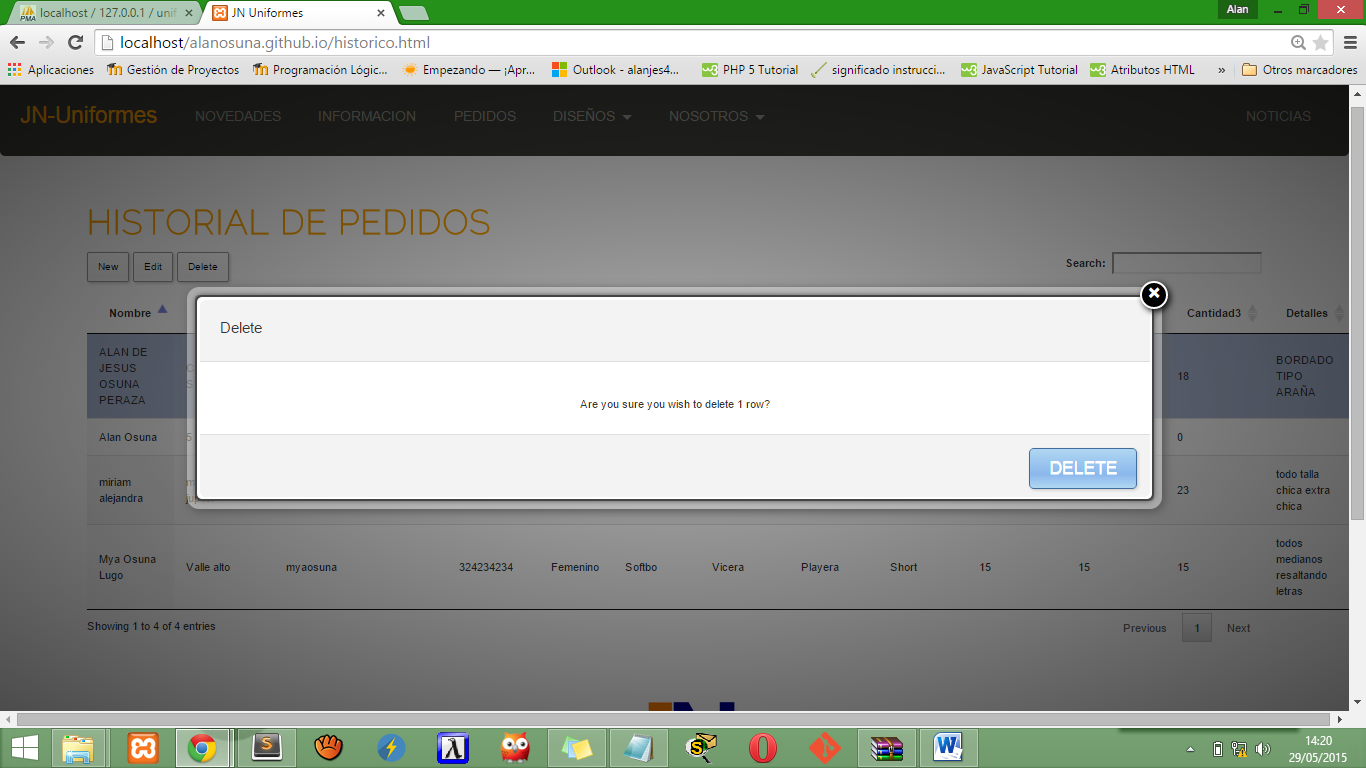 localhost / 127.0.0.1 / unif
JN Uniformes
Alan
localhost/alanosuna.github.io/historico.html
Aplicaciones
Gestión de Proyectos
Programación Lógic...
Empezando — ¡Apr...
Outlook - alanjes4...
PHP 5 Tutorial
significado instrucci...
JavaScript Tutorial
Atributos HTML
»
Otros marcadores
JN-Uniformes
NOVEDADES
INFORMACION
PEDIDOS
DISEÑOS
NOSOTROS
NOTICIAS
HISTORIAL DE PEDIDOS
New
Edit
Delete
Search:
Nombre
Cantidad3
Detalles
ALAN DE
JESUS
OSUNA
PERAZA
18
BORDADO
TIPO
ARAÑA
Alan Osuna
5
0
miriam
alejandra
23
todo talla
chica extra
chica
Delete
Are you sure you wish to delete 1 row?
DELETE
Mya Osuna
Lugo
Valle alto
myaosuna
324234234
Femenino
Softbo
Vicera
Playera
Short
15
15
15
todos
medianos
resaltando
letras
Showing 1 to 4 of 4 entries
Previous
1
Next
14:20
29/05/2015